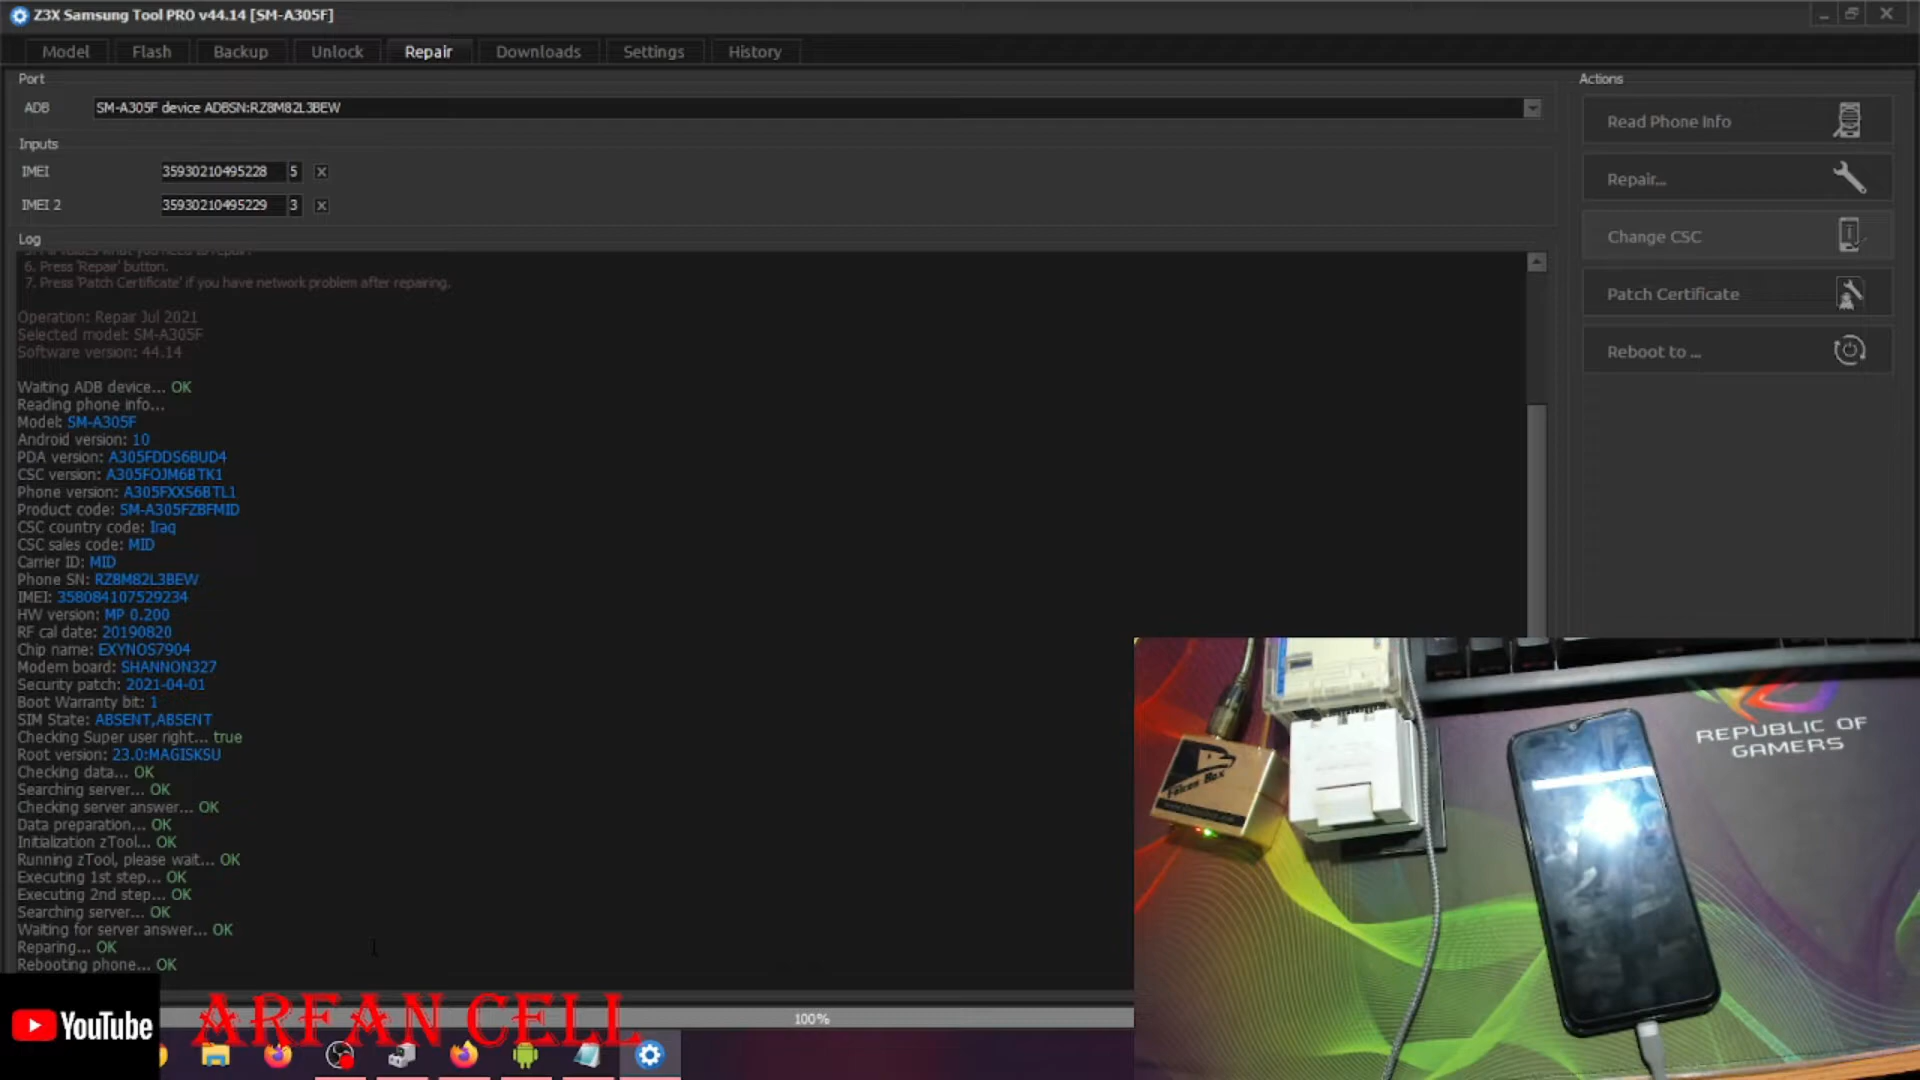 Z3X Samsung Tool PRO v44.14 [SM-A305F]
Model Flash Backup Unlock Repair Downloads Settings History
Port
ADB SM-A305F device ADBSN:RZ8M82L3BEW
Inputs
IMEI 35930210495228 5 x
IMEI 2 35930210495229 3 x
Log
6. Press 'Repair' button.
7. Press 'Patch Certificate' if you have network problem after repairing.
Operation: Repair Jul 2021
Selected model: SM-A305F
Software version: 44.14
Waiting ADB device... OK
Reading phone info...
Model: SM-A305F
Android version: 10
PDA version: A305FDDS6BUD4
CSC version: A305FOJM6BTK1
Phone version: A305FXXS6BTL1
Product code: SM-A305FZBFMID
CSC country code: Iraq
CSC sales code: MID
Carrier ID: MID
Phone SN: RZ8M82L3BEW
IMEI: 358084107529234
HW version: MP 0.200
RF cal date: 20190820
Chip name: EXYNOS7904
Modem board: SHANNON327
Security patch: 2021-04-01
Boot Warranty bit: 1
SIM State: ABSENT,ABSENT
Checking Super user right... true
Root version: 23.0:MAGISKSU
Checking data... OK
Searching server... OK
Checking server answer... OK
Data preparation... OK
Initialization zTool... OK
Running zTool, please wait... OK
Executing 1st step... OK
Executing 2nd step... OK
Searching server... OK
Waiting for server answer... OK
Reparing... OK
Rebooting phone... OK
100%
Actions
Read Phone Info
Repair...
Change CSC
Patch Certificate
Reboot to ...
REPUBLIC OF
GAMERS
Box
YouTube
ARFAN CELL